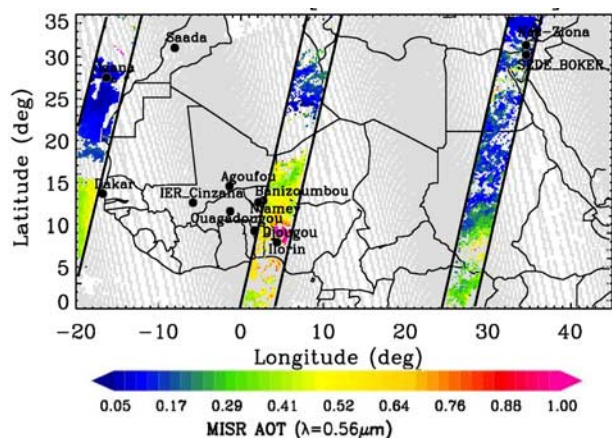 35
30
25
20
15
10
5
0
Latitude (deg)
Saada
SEDE_BOKER
Dakar
Agoufou
IER_Cinzana
Banizoumbou
Niamey
Ouagadougou
Djougou
Ilorin
-20 -10 0 10 20 30 40
Longitude (deg)
0.05 0.17 0.29 0.41 0.52 0.64 0.76 0.88 1.00
MISR AOT (λ=0.56μm)